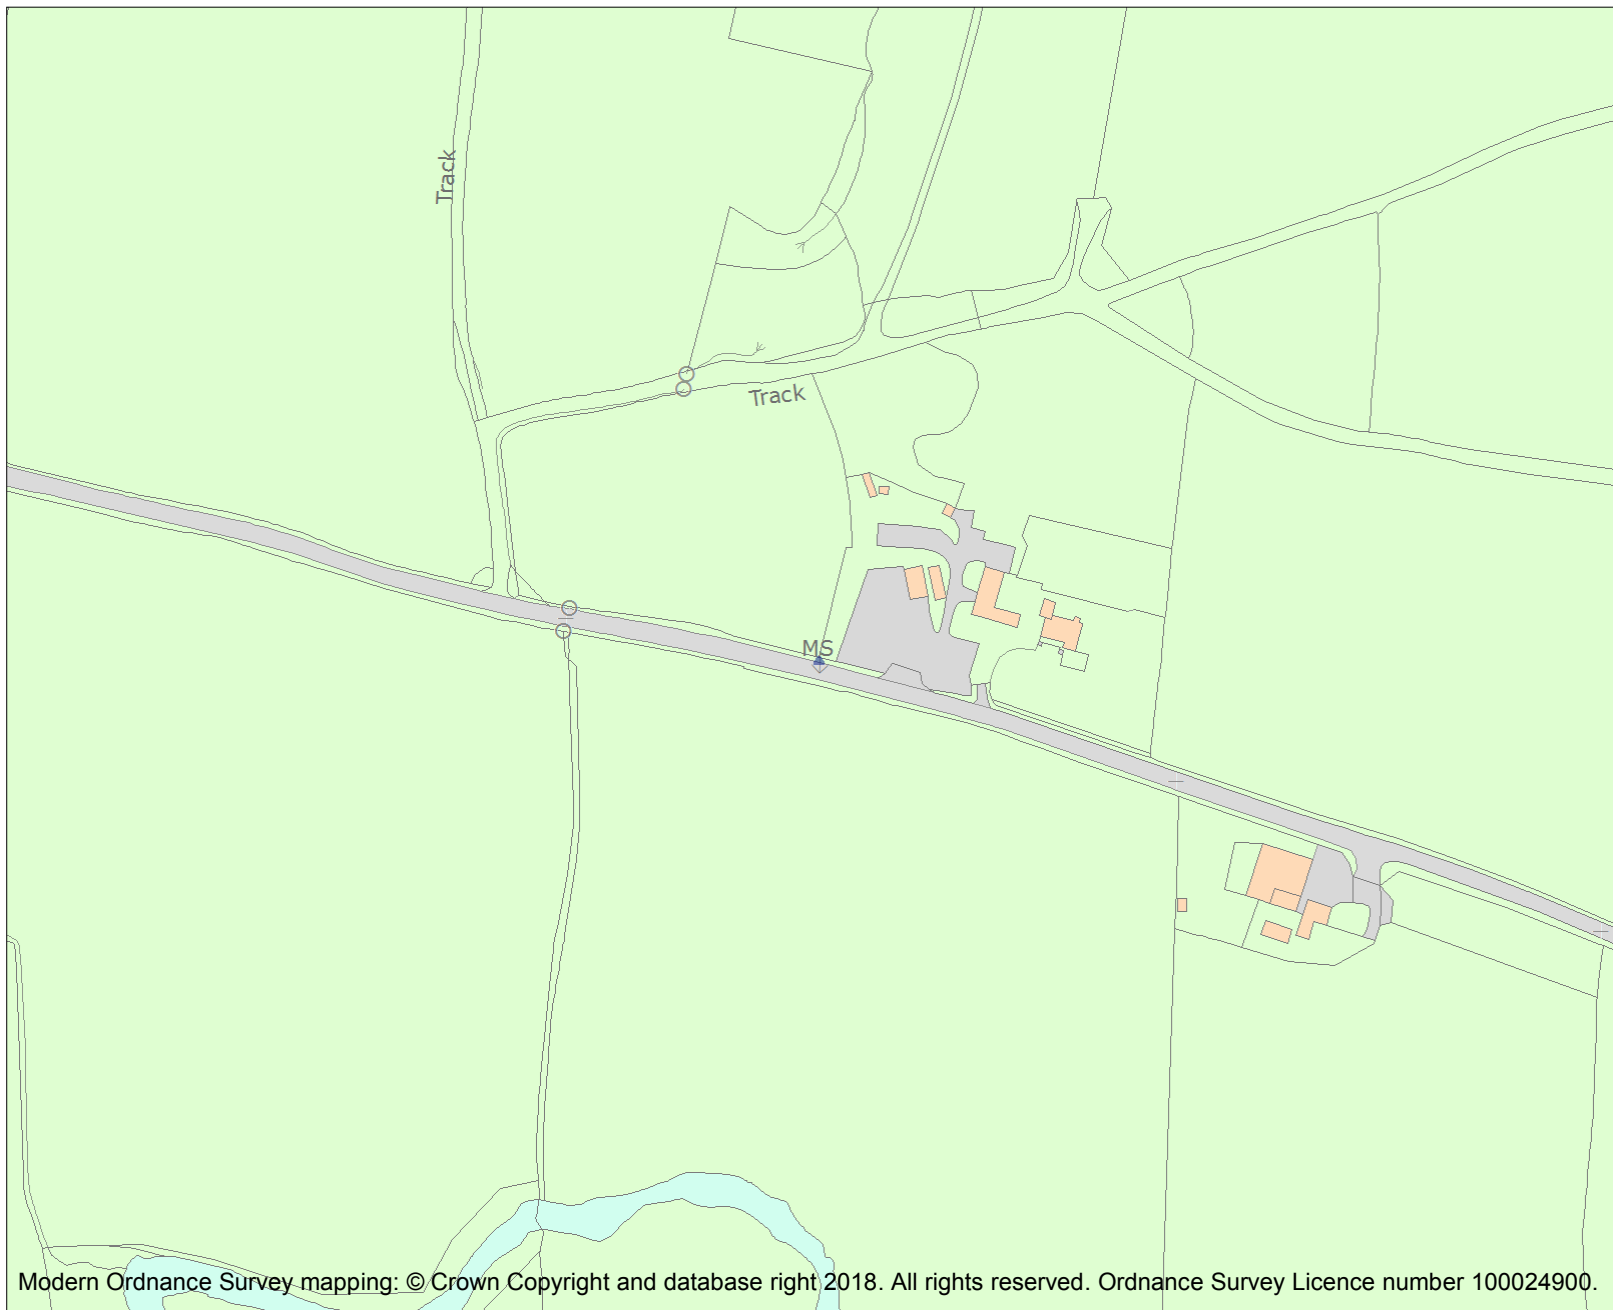 Track
Track
MS
Modern Ordnance Survey mapping: © Crown Copyright and database right 2018. All rights reserved. Ordnance Survey Licence number 100024900.